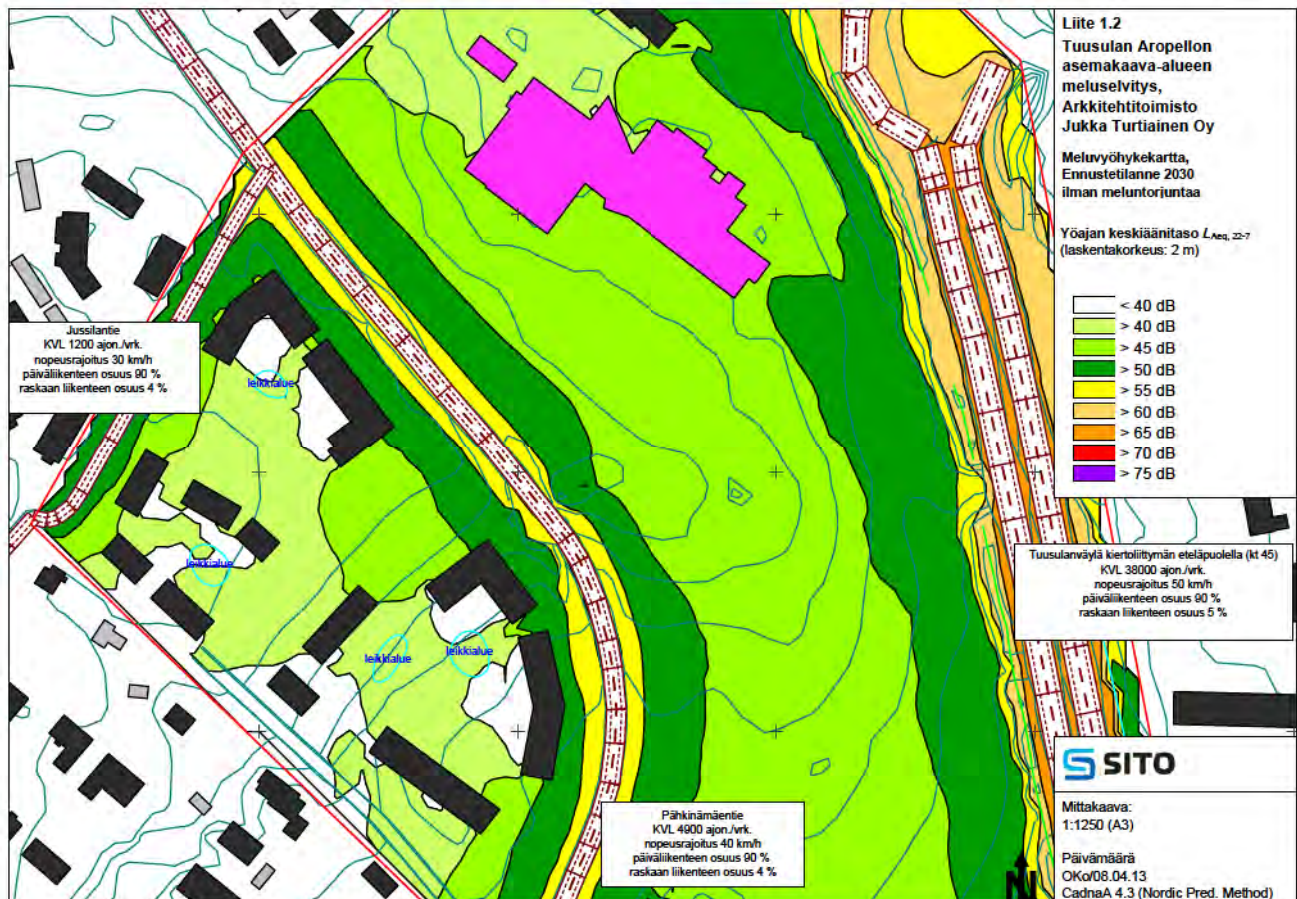 Liite 1.2
Tuusulan Aropellon
asemakaava-alueen
meluselvitys,
Arkkitehtitoimisto
Jukka Turtiainen Oy
Meluvyöhykekartta,
Ennustetilanne 2030
ilman meluntorjuntaa
Yöajan keskiäänitaso LAeq, 22-7
(laskentakorkeus: 2 m)
< 40 dB
> 40 dB
> 45 dB
> 50 dB
> 55 dB
> 60 dB
> 65 dB
> 70 dB
> 75 dB
Jussilantie
KVL 1200 ajon./vrk.
nopeusrajoitus 30 km/h
päiväliikenteen osuus 90 %
raskaan liikenteen osuus 4 %
leikkialue
leikkialue
leikkialue
leikkialue
Tuusulanväylä kiertoliittymän eteläpuolella (kt 45)
KVL 38000 ajon./vrk.
nopeusrajoitus 50 km/h
päiväliikenteen osuus 90 %
raskaan liikenteen osuus 5 %
Pähkinämäentie
KVL 4900 ajon./vrk.
nopeusrajoitus 40 km/h
päiväliikenteen osuus 90 %
raskaan liikenteen osuus 4 %
N
SITO
Mittakaava:
1:1250 (A3)
Päivämäärä
OKo/08.04.13
CadnaA 4.3 (Nordic Pred. Method)